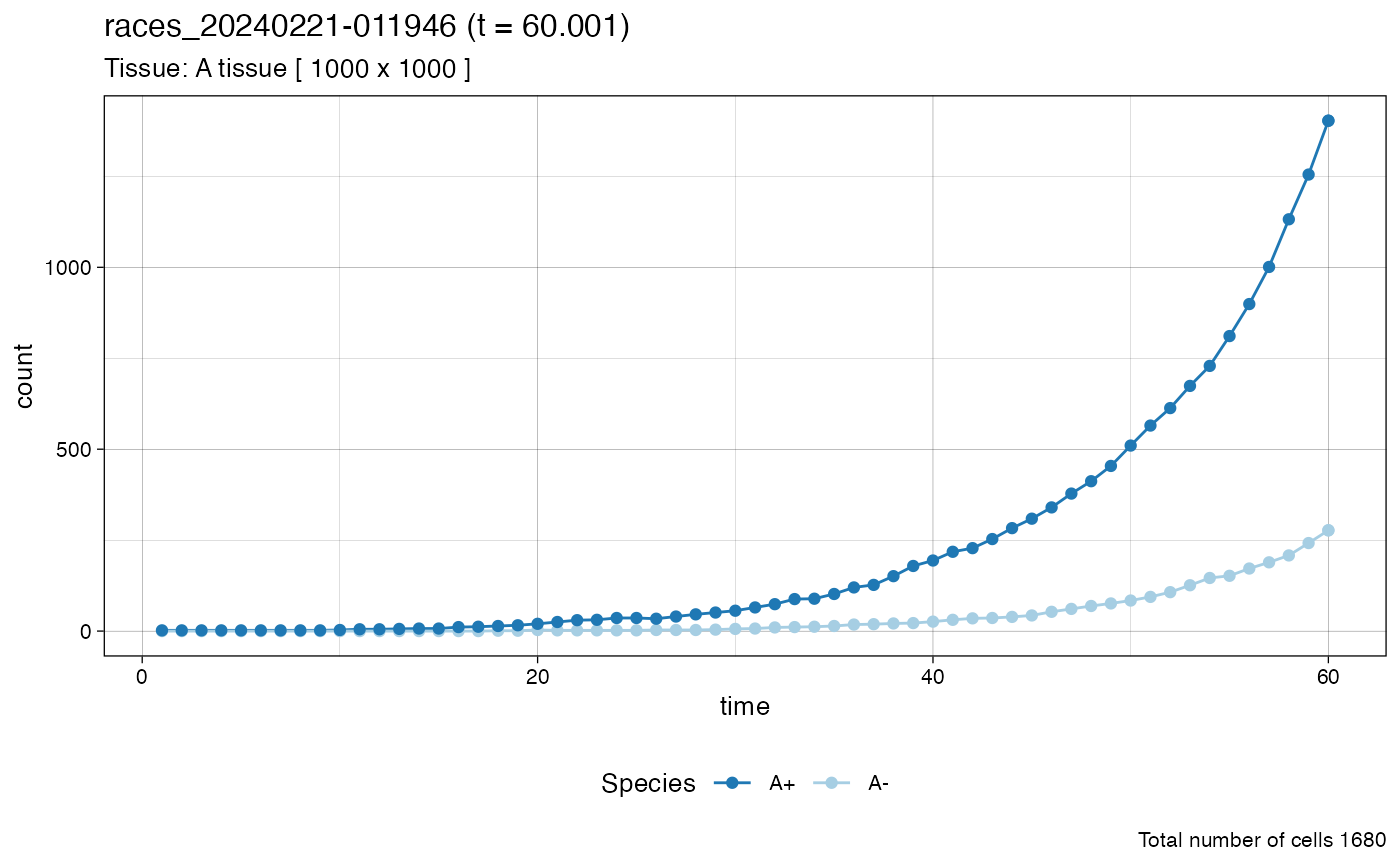 races_20240221-011946 (t = 60.001)
Tissue: A tissue [ 1000 x 1000 ]
count
1000
500
0
0 20 40 60
time
Species A+ A-
Total number of cells 1680